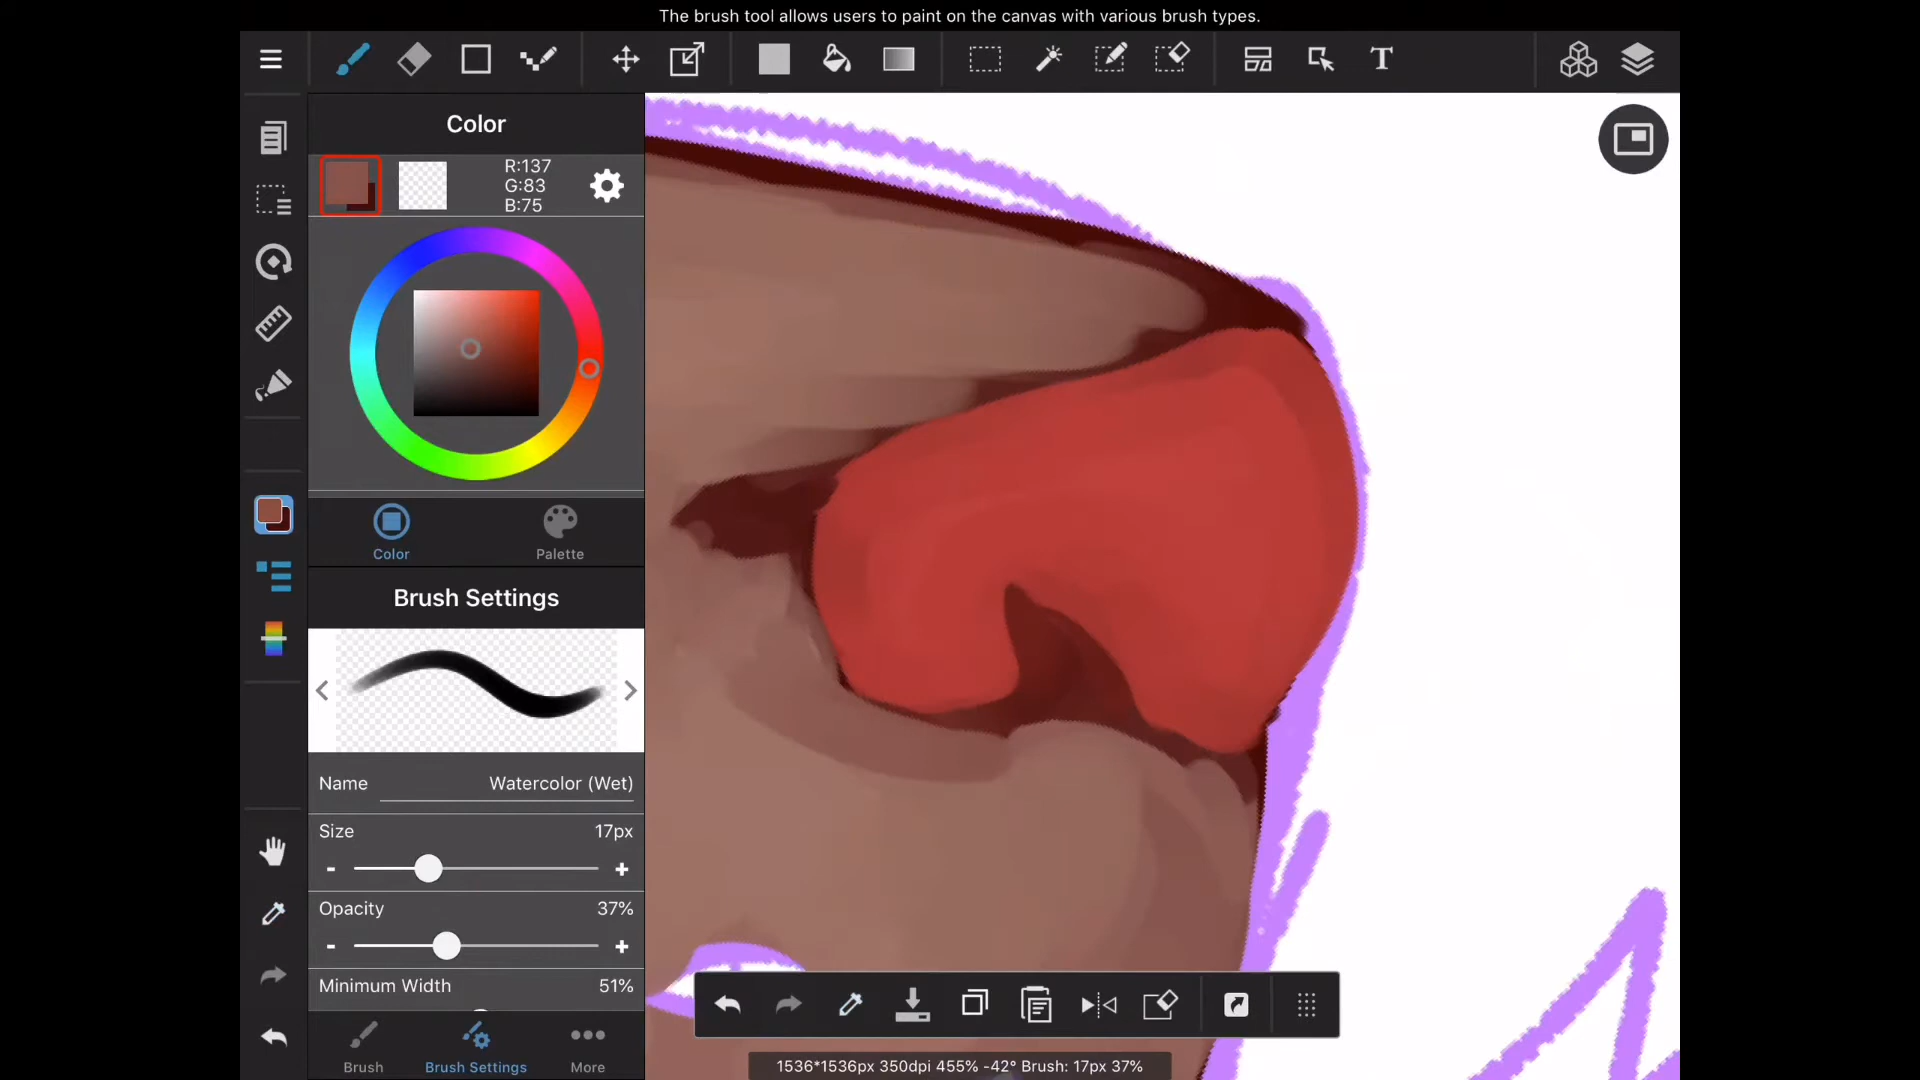 The brush tool allows users to paint on the canvas with various brush types.
T
Color
R:137
G:83
B:75
Color
Palette
Brush Settings
Name Watercolor (Wet)
Size 17px
- +
Opacity 37%
- +
Minimum Width 51%
Brush
Brush Settings
More
1536*1536px 350dpi 455% -42° Brush: 17px 37%